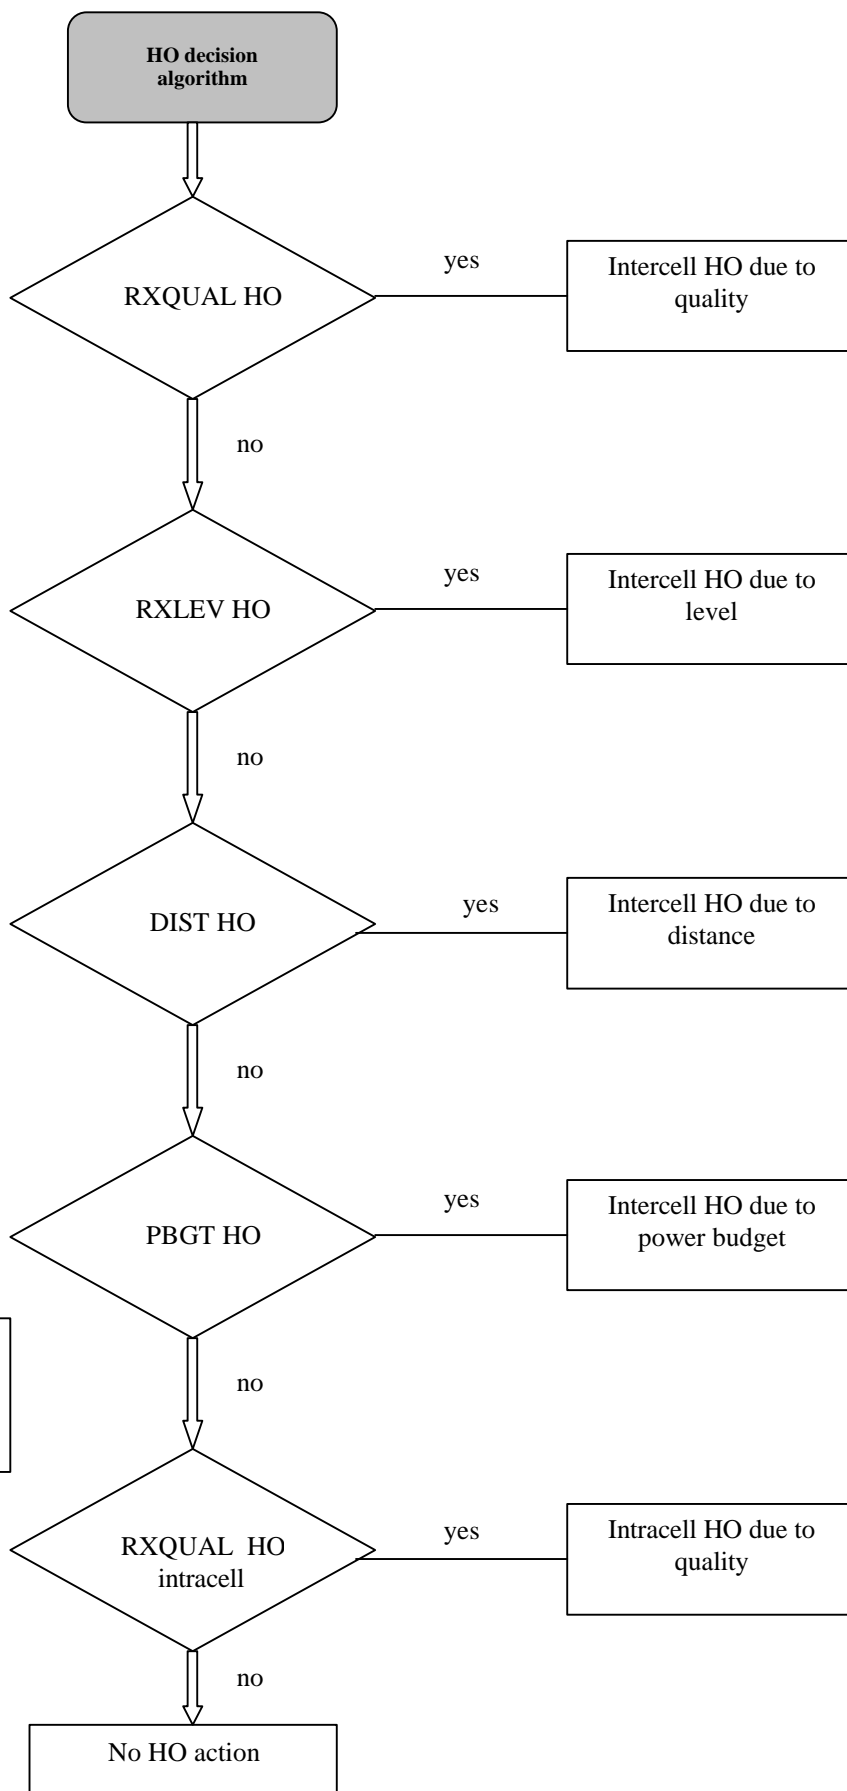 HO decision
algorithm
RXQUAL HO
yes
Intercell HO due to
quality
no
RXLEV HO
yes
Intercell HO due to
level
no
DIST HO
yes
Intercell HO due to
distance
no
PBGT HO
yes
Intercell HO due to
power budget
no
RXQUAL HO
intracell
yes
Intracell HO due to
quality
no
No HO action